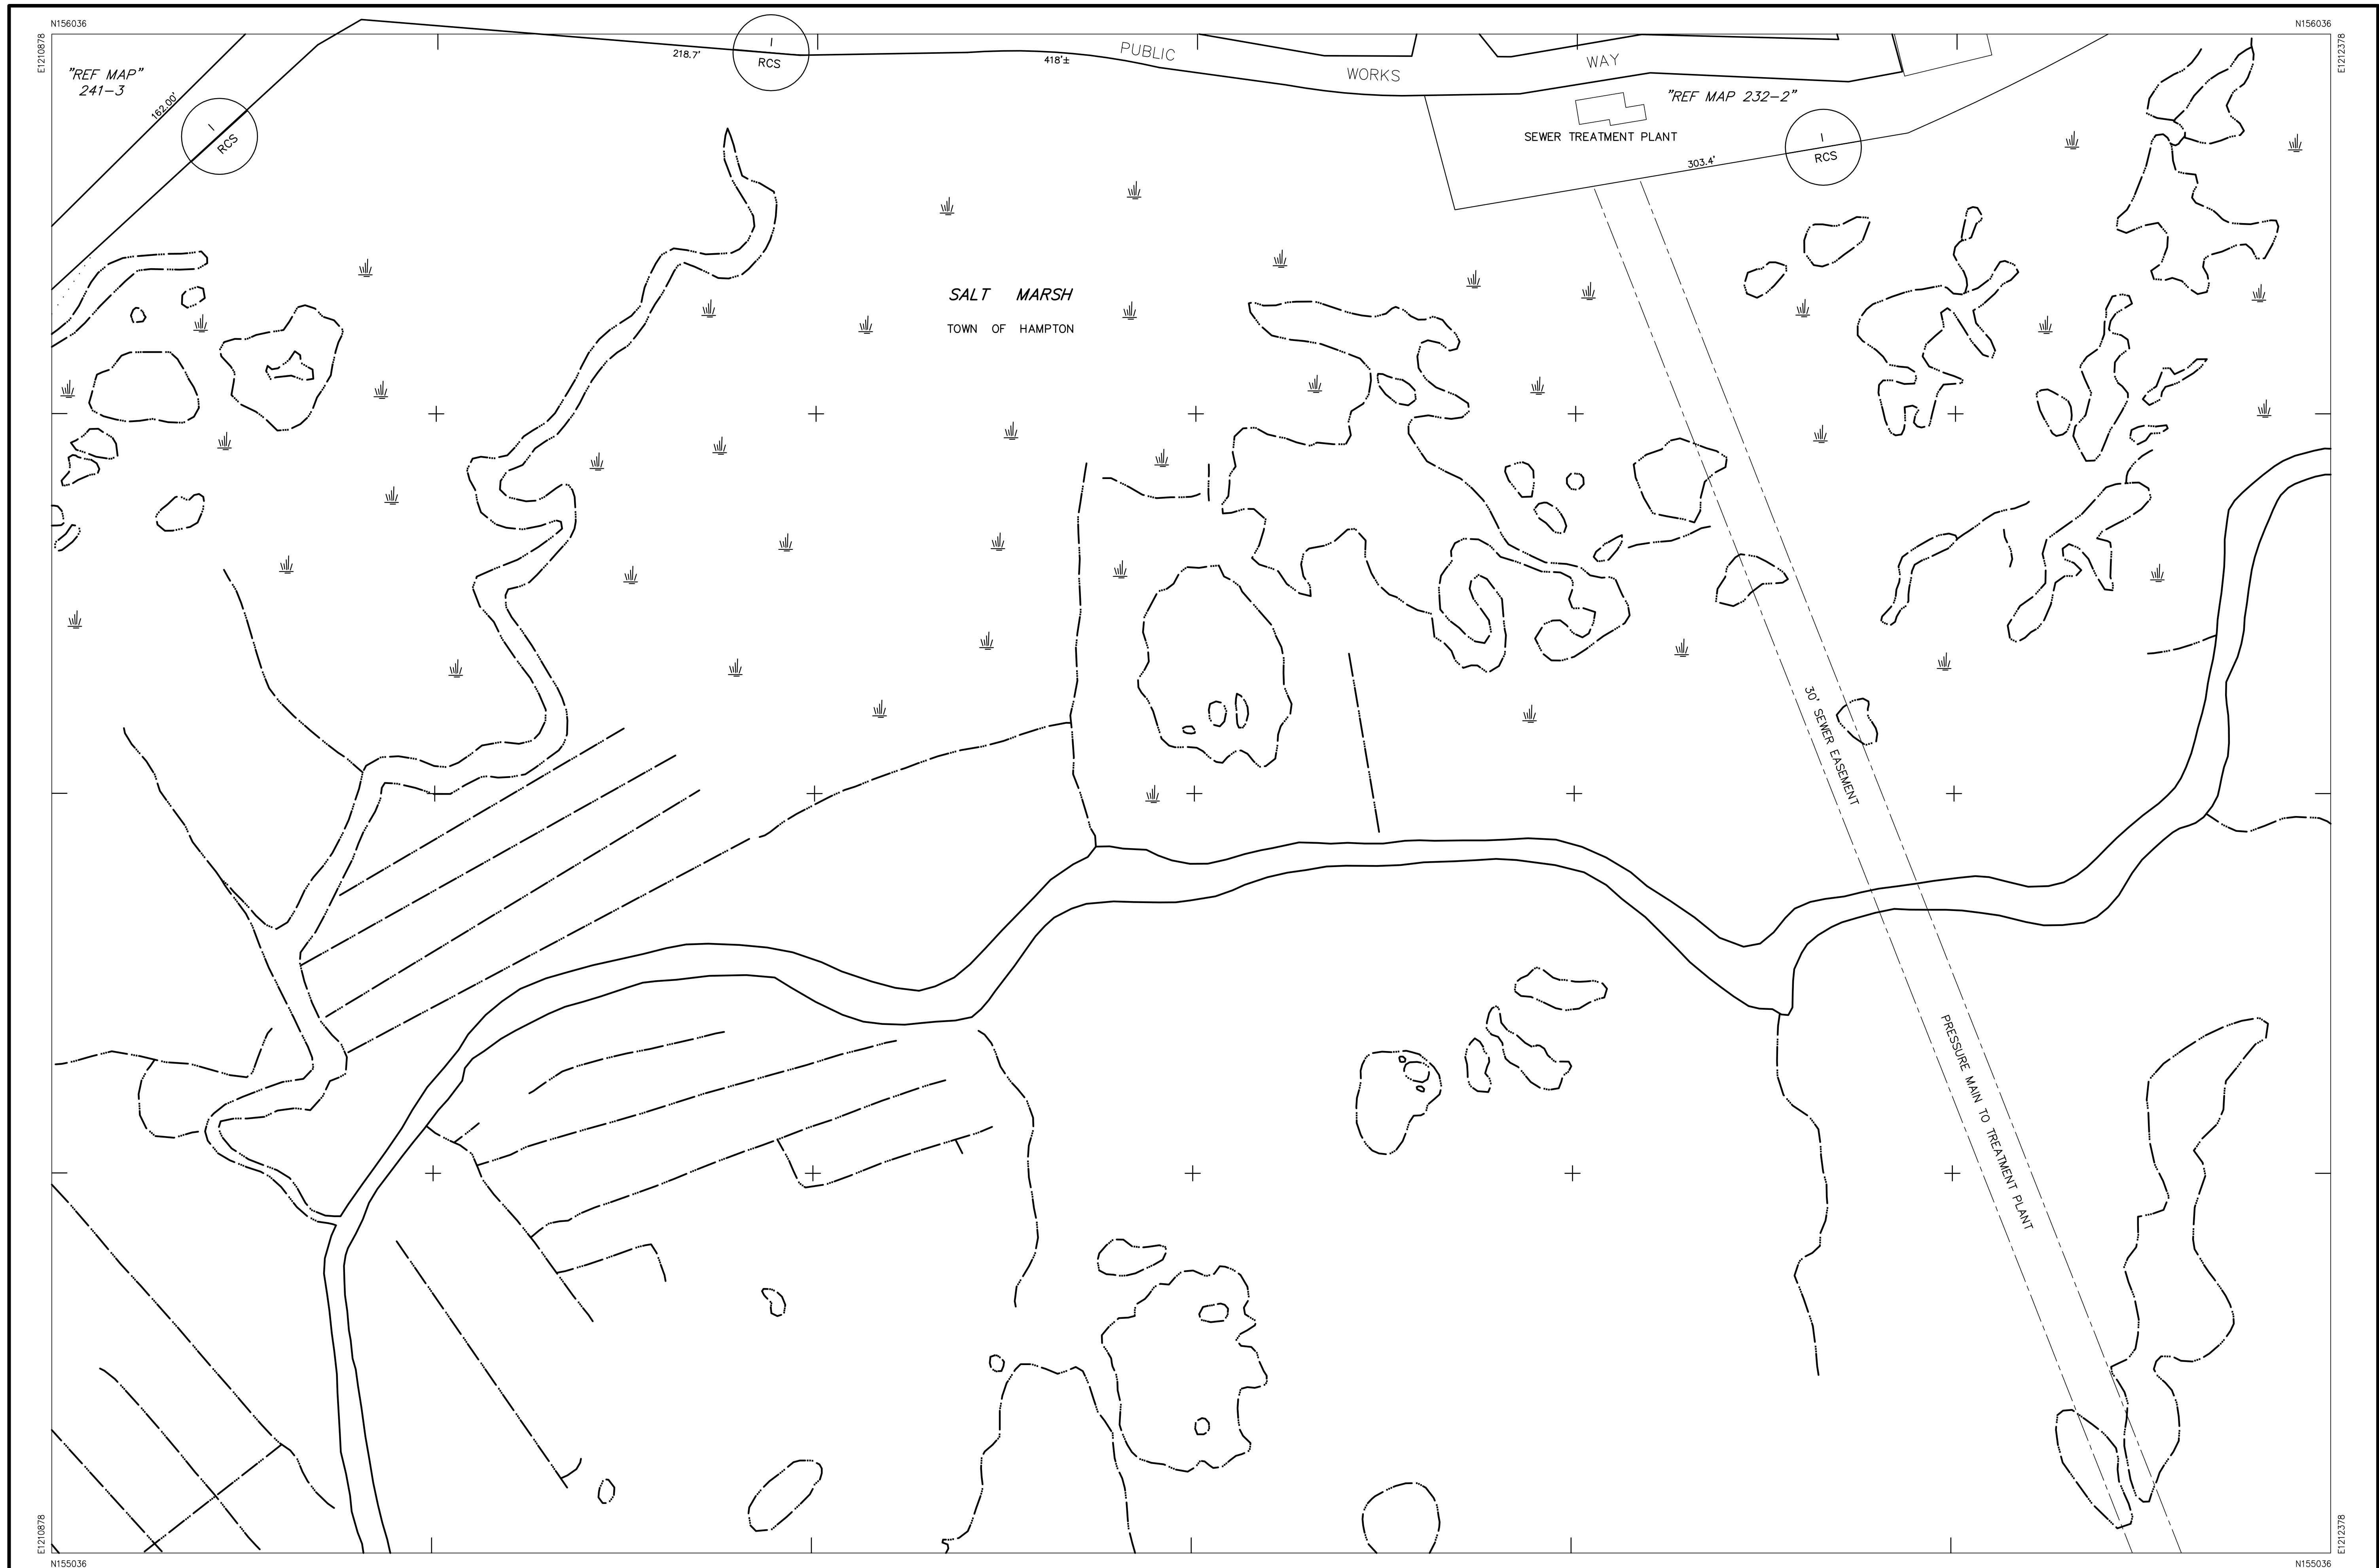 N156036
N156036
E1210878
E1212378
"REF MAP"
241-3
162.00'
1
RCS
218.7'
1
RCS
418'±
PUBLIC
WORKS
WAY
"REF MAP 232-2"
SEWER TREATMENT PLANT
303.4'
1
RCS
SALT MARSH
TOWN OF HAMPTON
30' SEWER EASEMENT
PRESSURE MAIN TO TREATMENT PLANT
E1210878
E1212378
N155036
N155036